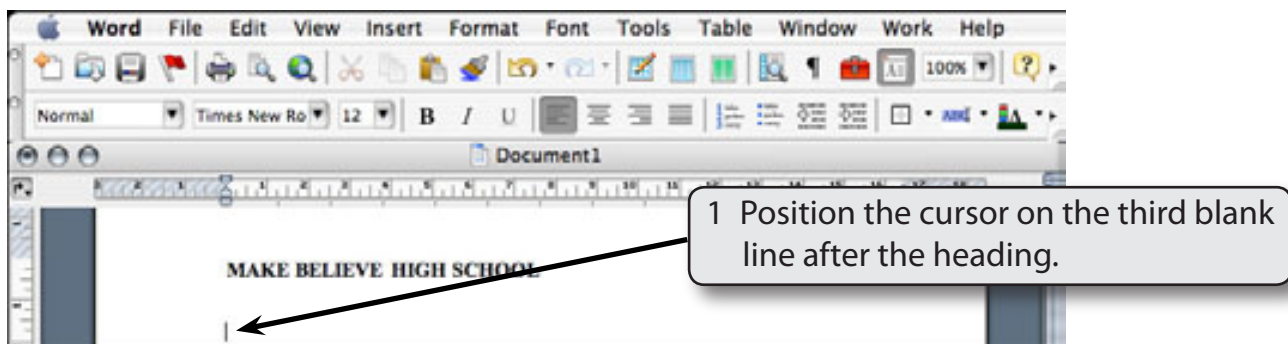 Word File Edit View Insert Format Font Tools Table Window Work Help
100%
Normal Times New Ro 12 B I U
Document1
MAKE BELIEVE HIGH SCHOOL
1 Position the cursor on the third blank
line after the heading.